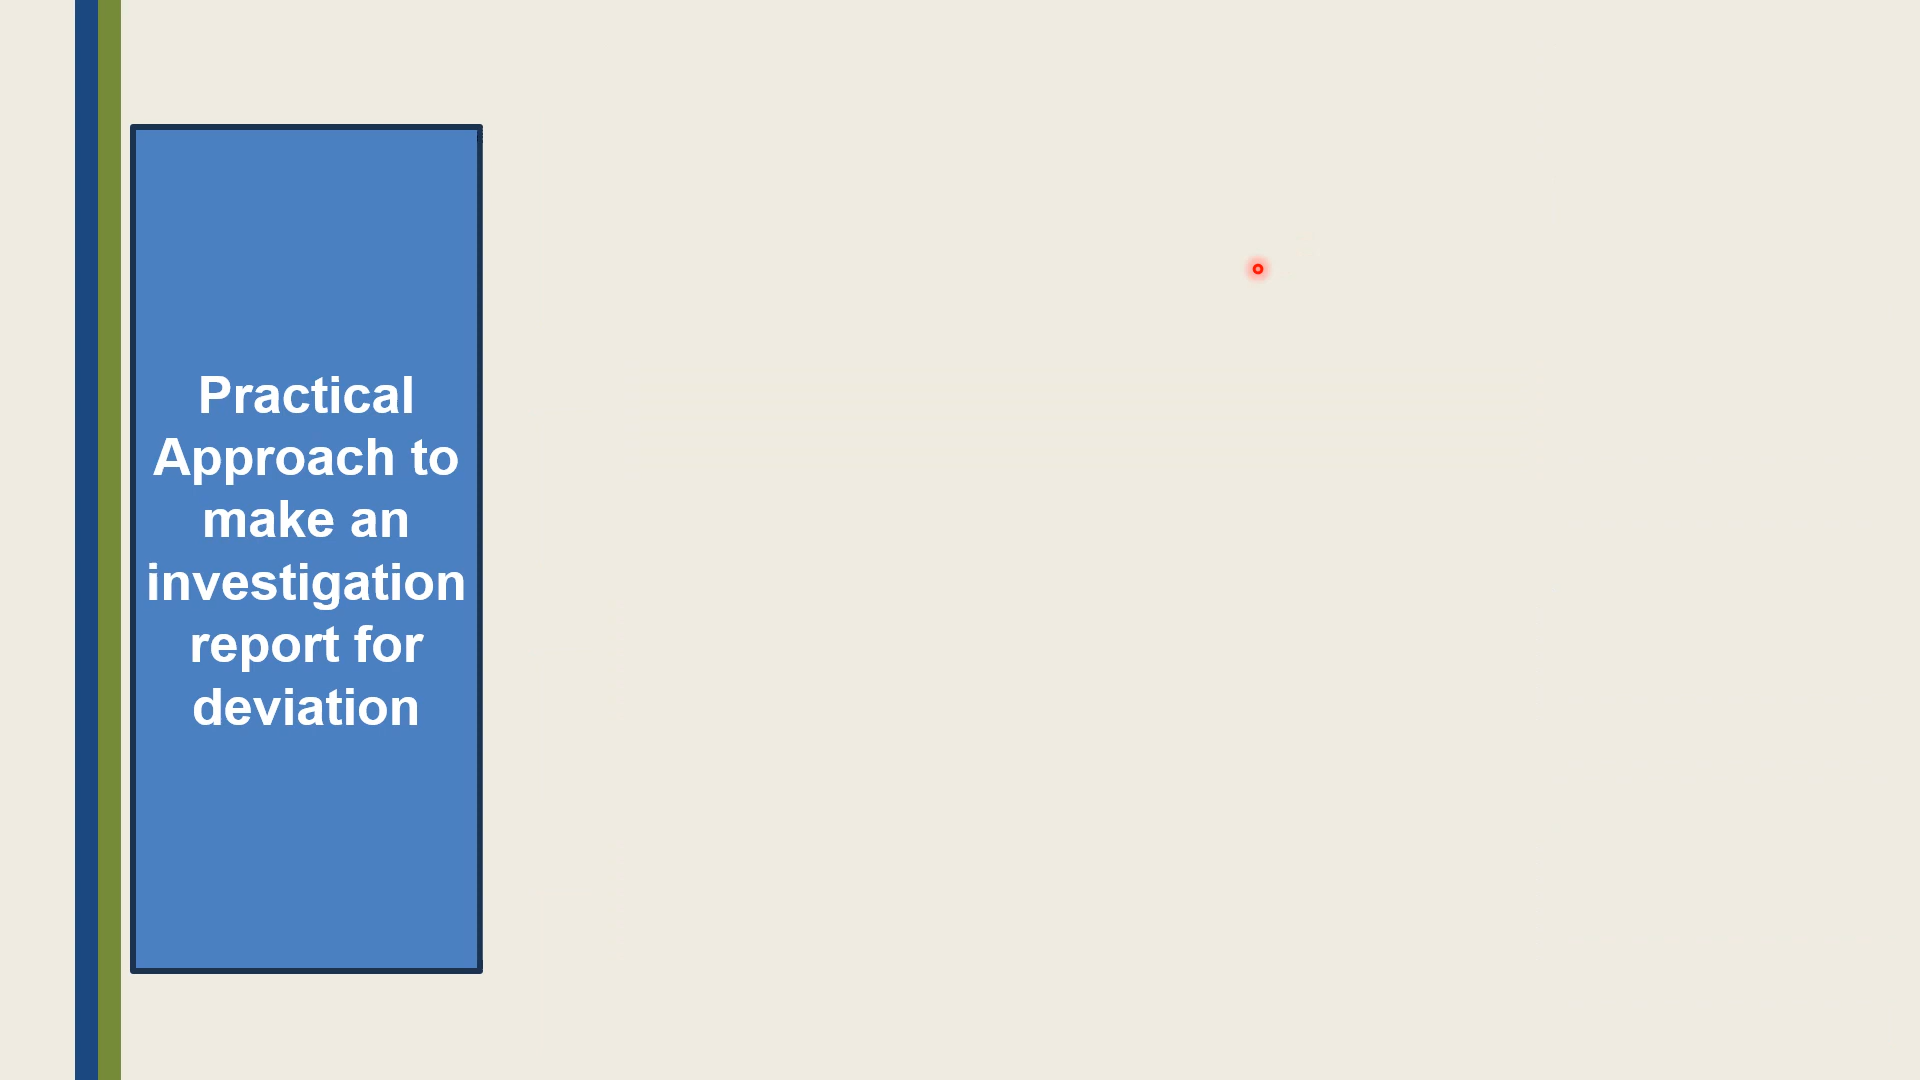 Practical
Approach to
make an
investigation
report for
deviation